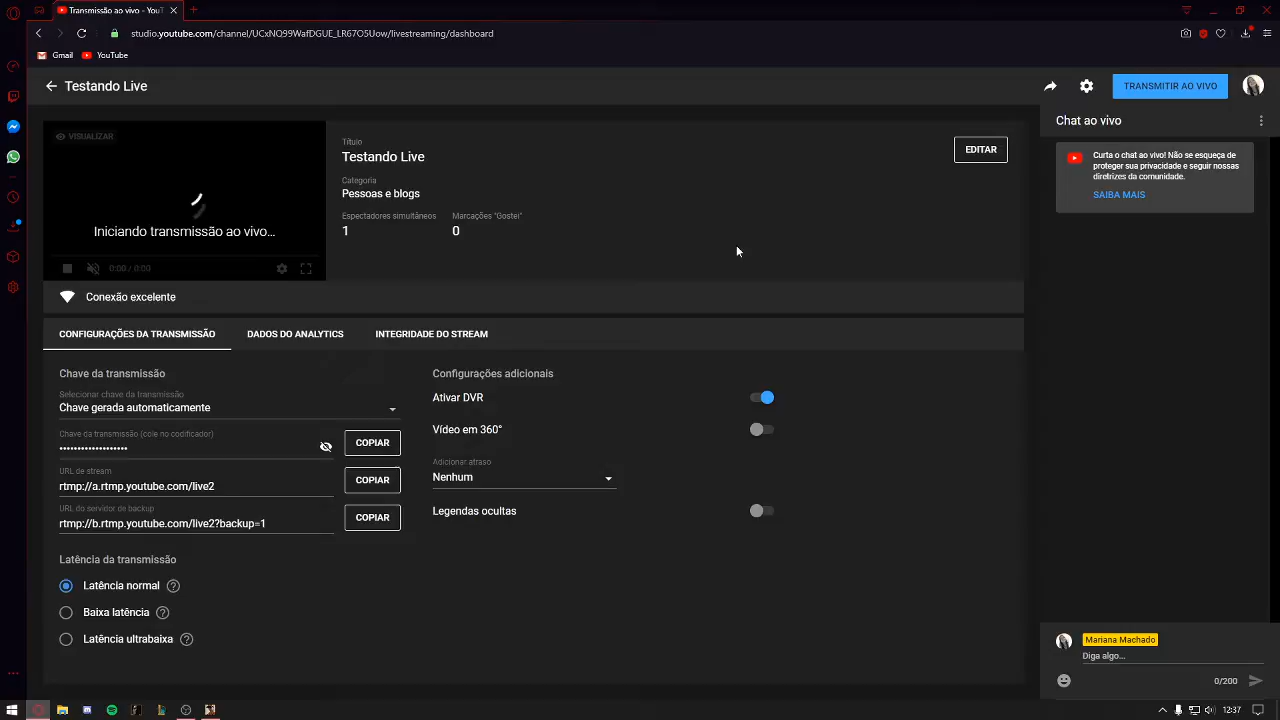 Transmissão ao vivo - YouT
studio.youtube.com/channel/UCxNQ99WafDGUE_LR67O5Uow/livestreaming/dashboard
Gmail
YouTube
Testando Live
TRANSMITIR AO VIVO
VISUALIZAR
Iniciando transmissão ao vivo...
0:00 / 0:00
Título
Testando Live
EDITAR
Categoria
Pessoas e blogs
Espectadores simultâneos
Marcações "Gostei"
1
0
Conexão excelente
CONFIGURAÇÕES DA TRANSMISSÃO
DADOS DO ANALYTICS
INTEGRIDADE DO STREAM
Chave da transmissão
Selecionar chave da transmissão
Chave gerada automaticamente
Chave da transmissão (cole no codificador)
••••••••••••••••••
COPIAR
URL de stream
rtmp://a.rtmp.youtube.com/live2
COPIAR
URL do servidor de backup
rtmp://b.rtmp.youtube.com/live2?backup=1
COPIAR
Latência da transmissão
Latência normal
Baixa latência
Latência ultrabaixa
Configurações adicionais
Ativar DVR
Vídeo em 360°
Adicionar atraso
Nenhum
Legendas ocultas
Chat ao vivo
Curta o chat ao vivo! Não se esqueça de
proteger sua privacidade e seguir nossas
diretrizes da comunidade.
SAIBA MAIS
Mariana Machado
Diga algo...
0/200
12:37